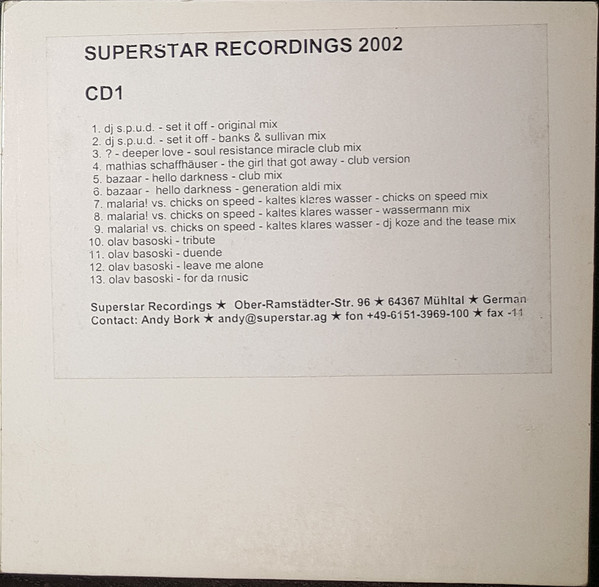 SUPERSTAR RECORDINGS 2002
CD1
1. dj s.p.u.d. - set it off - original mix
2. dj s.p.u.d. - set it off - banks & sullivan mix
3. ? - deeper love - soul resistance miracle club mix
4. mathias schaffhäuser - the girl that got away - club version
5. bazaar - hello darkness - club mix
6. bazaar - hello darkness - generation aldi mix
7. malaria! vs. chicks on speed - kaltes klares wasser - chicks on speed mix
8. malaria! vs. chicks on speed - kaltes klares wasser - wassermann mix
9. malaria! vs. chicks on speed - kaltes klares wasser - dj koze and the tease mix
10. olav basoski - tribute
11. olav basoski - duende
12. olav basoski - leave me alone
13. olav basoski - for da music
Superstar Recordings ★ Ober-Ramstädter-Str. 96 ★ 64367 Mühltal ★ German
Contact: Andy Bork ★ andy@superstar.ag ★ fon +49-6151-3969-100 ★ fax -11